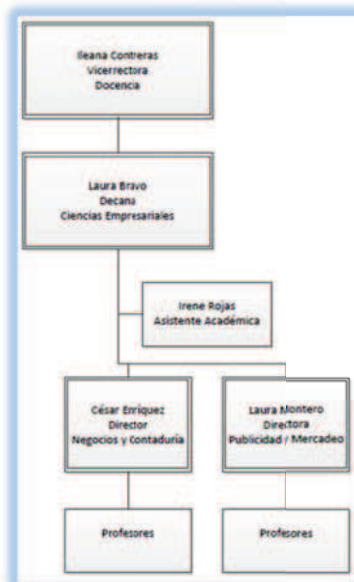 Ileana Contreras
Vicerrectora
Docencia
Laura Bravo
Decana
Ciencias Empresariales
Irene Rojas
Asistente Académica
César Enríquez
Director
Negocios y Contaduría
Laura Montero
Directora
Publicidad / Mercadeo
Profesores
Profesores